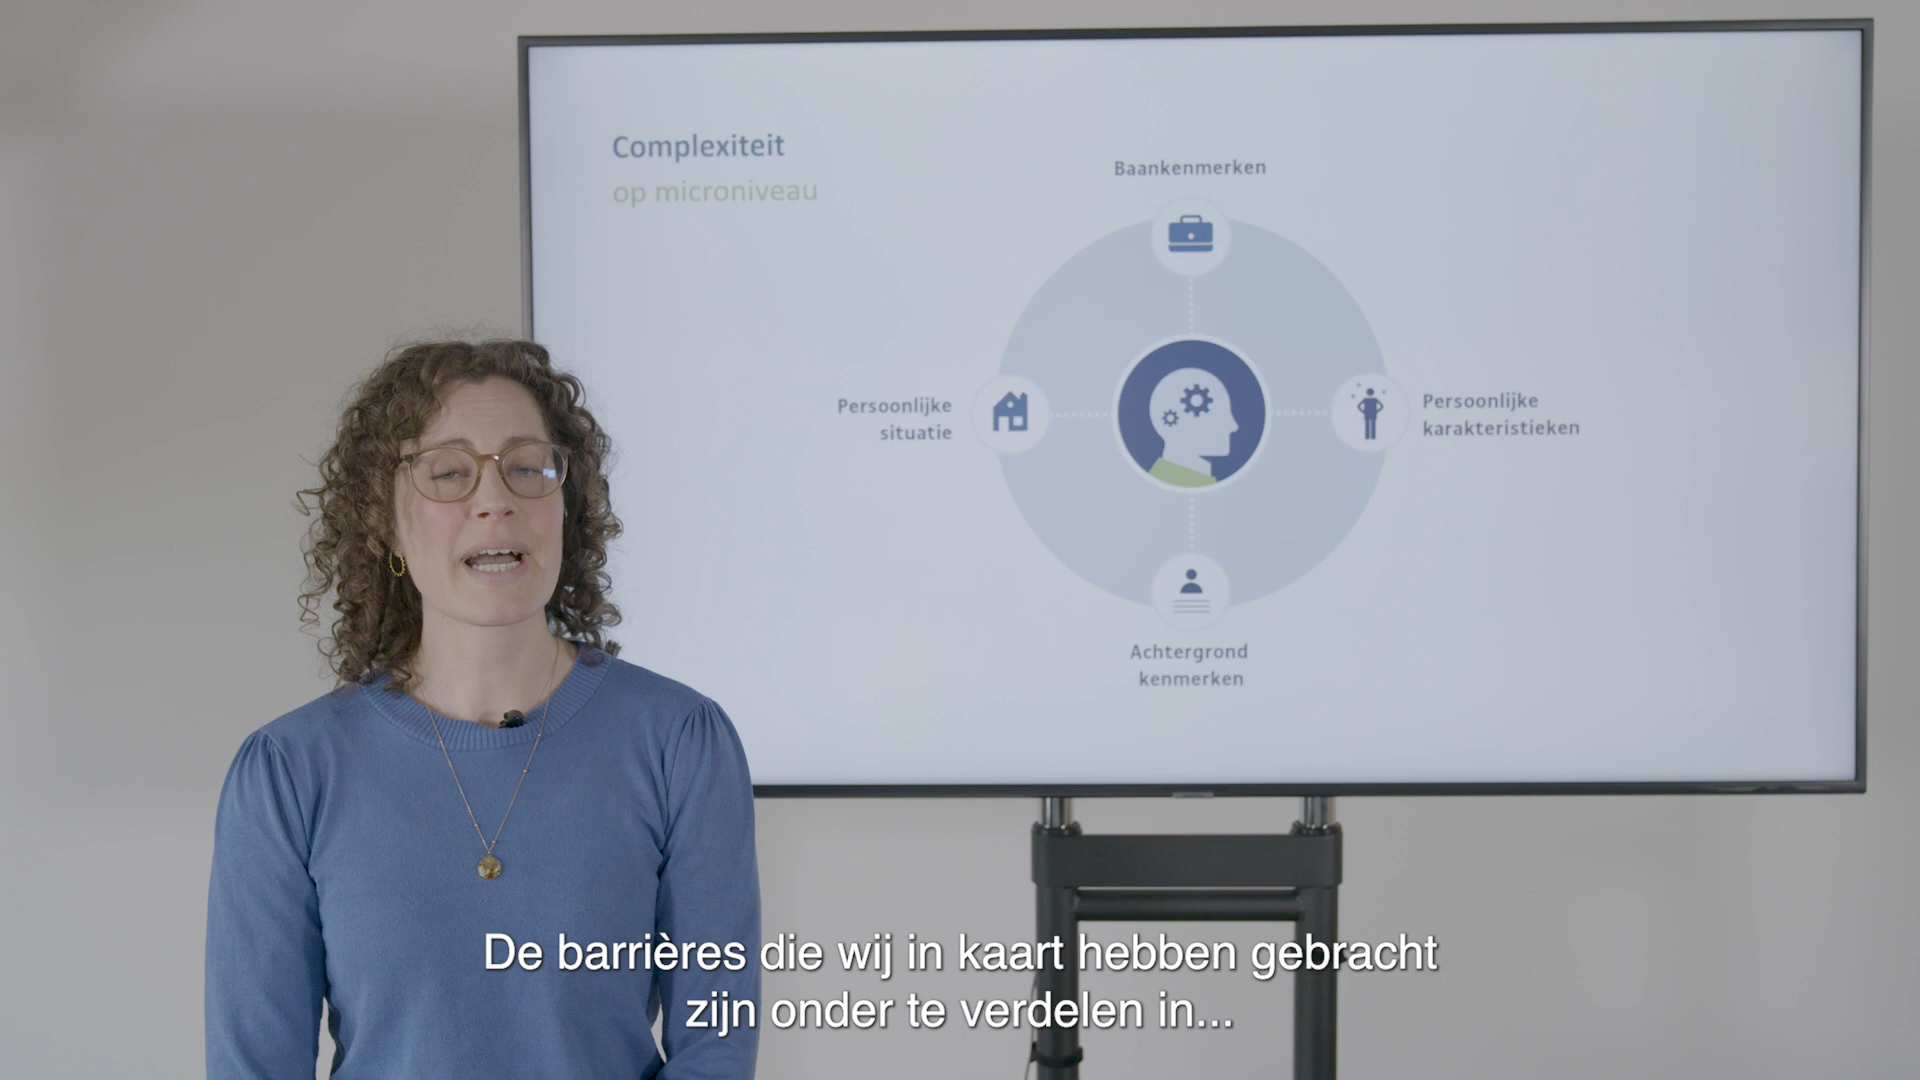 Complexiteit
op microniveau
Baankenmerken
Persoonlijke
situatie
Persoonlijke
karakteristieken
Achtergrond
kenmerken
De barrières die wij in kaart hebben gebracht
zijn onder te verdelen in...